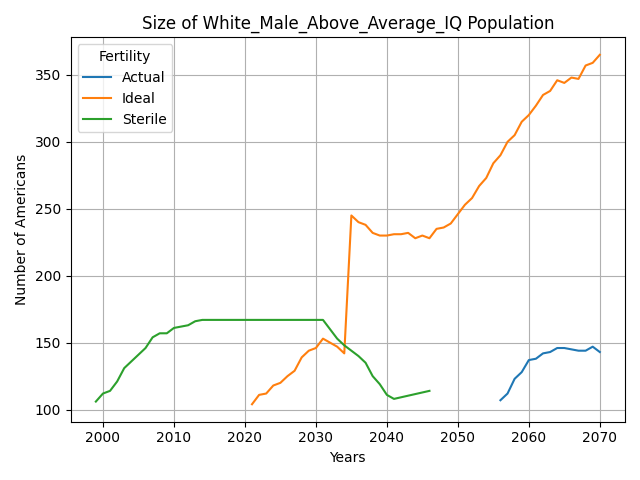 Size of White_Male_Above_Average_IQ Population
Number of Americans
350
300
250
200
150
100
Fertility
Actual
Ideal
Sterile
2000 2010 2020 2030 2040 2050 2060 2070
Years